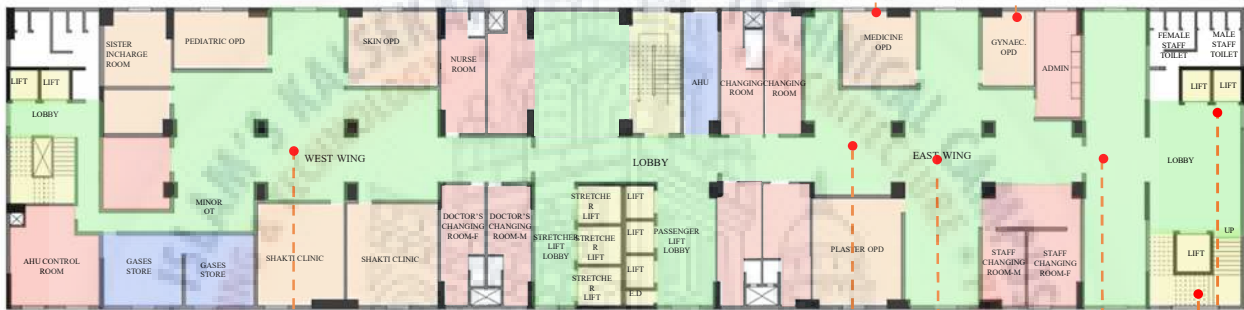 SISTER
INCHARGE
ROOM
PEDIATRIC OPD
SKIN OPD
NURSE
ROOM
AHU
CHANGING
ROOM
CHANGING
ROOM
MEDICINE
OPD
GYNAEC.
OPD
ADMIN
FEMALE
STAFF
TOILET
MALE
STAFF
TOILET
LIFT
LIFT
LIFT
LIFT
LOBBY
WEST WING
LOBBY
EAST WING
LOBBY
MINOR
OT
AHU CONTROL
ROOM
GASES
STORE
GASES
STORE
SHAKTI CLINIC
SHAKTI CLINIC
DOCTOR'S
CHANGING
ROOM-F
DOCTOR'S
CHANGING
ROOM-M
STRETCHER
LIFT
LOBBY
STRETCHE
R
LIFT
STRETCHE
R
LIFT
STRETCHE
R
LIFT
LIFT
LIFT
LIFT
E.D
PASSENGER
LIFT
LOBBY
PLASTER OPD
STAFF
CHANGING
ROOM-M
STAFF
CHANGING
ROOM-F
LIFT
UP